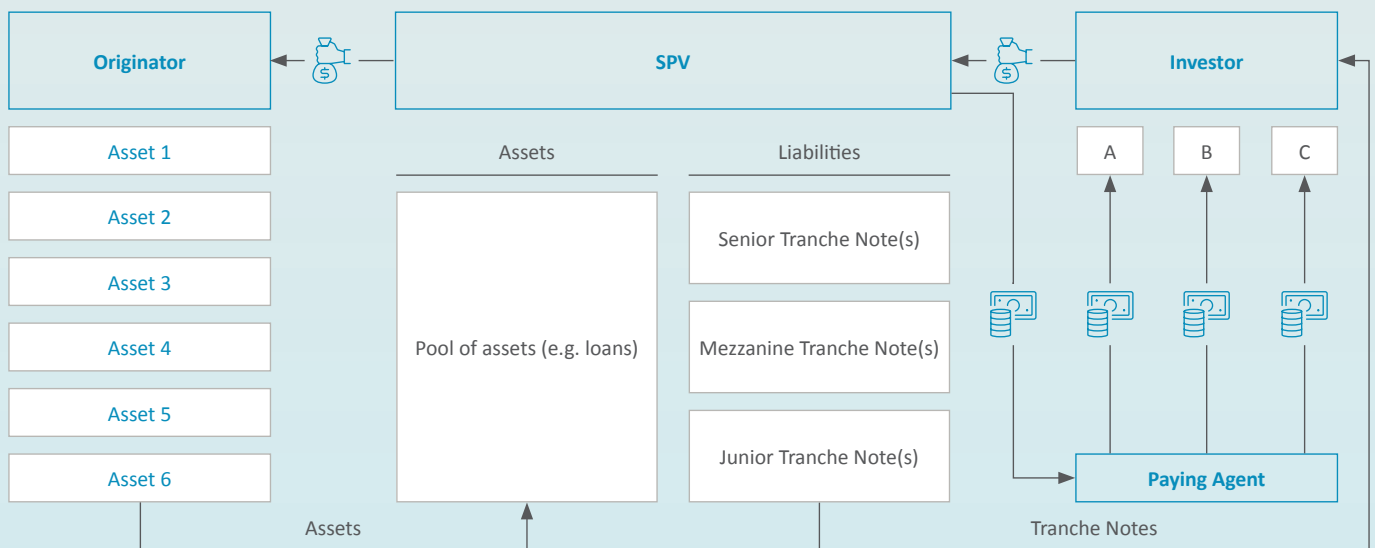 Originator
SPV
Investor
$
$
Asset 1
Asset 2
Asset 3
Asset 4
Asset 5
Asset 6
Assets
Liabilities
Pool of assets (e.g. loans)
Senior Tranche Note(s)
Mezzanine Tranche Note(s)
Junior Tranche Note(s)
A
B
C
Paying Agent
Assets
Tranche Notes